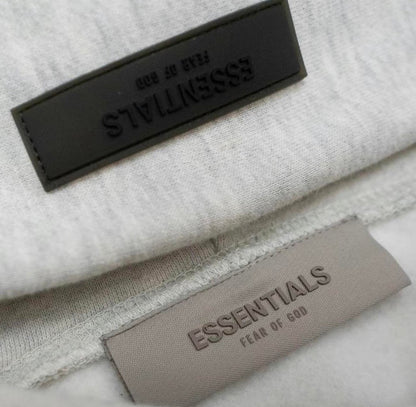 ESSENTIALS
FEAR OF GOD
ESSENTIALS
FEAR OF GOD